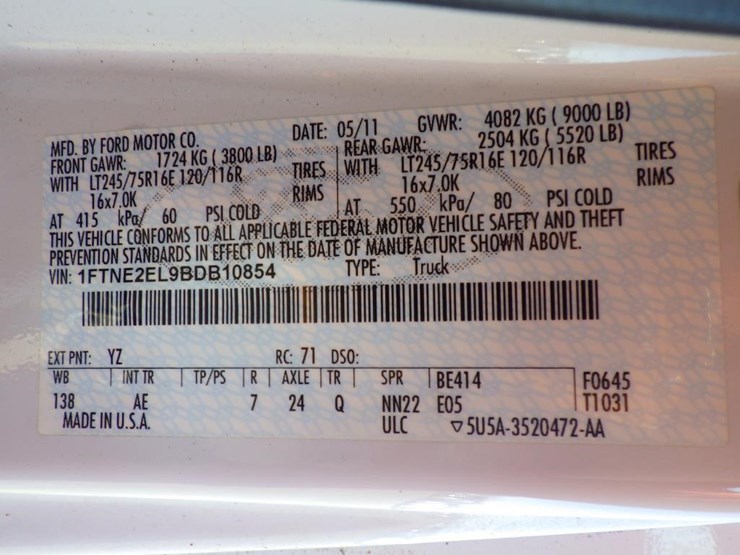 MFD. BY FORD MOTOR CO. DATE: 05/11 GVWR: 4082 KG ( 9000 LB)
FRONT GAWR: 1724 KG ( 3800 LB) REAR GAWR: 2504 KG ( 5520 LB)
WITH LT245/75R16E 120/116R TIRES WITH LT245/75R16E 120/116R TIRES
16x7.0K RIMS 16x7.0K RIMS
AT 415 kPa/ 60 PSI COLD AT 550 kPa/ 80 PSI COLD
THIS VEHICLE CONFORMS TO ALL APPLICABLE FEDERAL MOTOR VEHICLE SAFETY AND THEFT
PREVENTION STANDARDS IN EFFECT ON THE DATE OF MANUFACTURE SHOWN ABOVE.
VIN: 1FTNE2EL9BDB10854 TYPE: Truck
EXT PNT: YZ RC: 71 DSO:
WB INT TR TP/PS R AXLE TR SPR BE414 F0645
138 AE 7 24 Q NN22 E05 T1031
MADE IN U.S.A. ULC ▽5U5A-3520472-AA